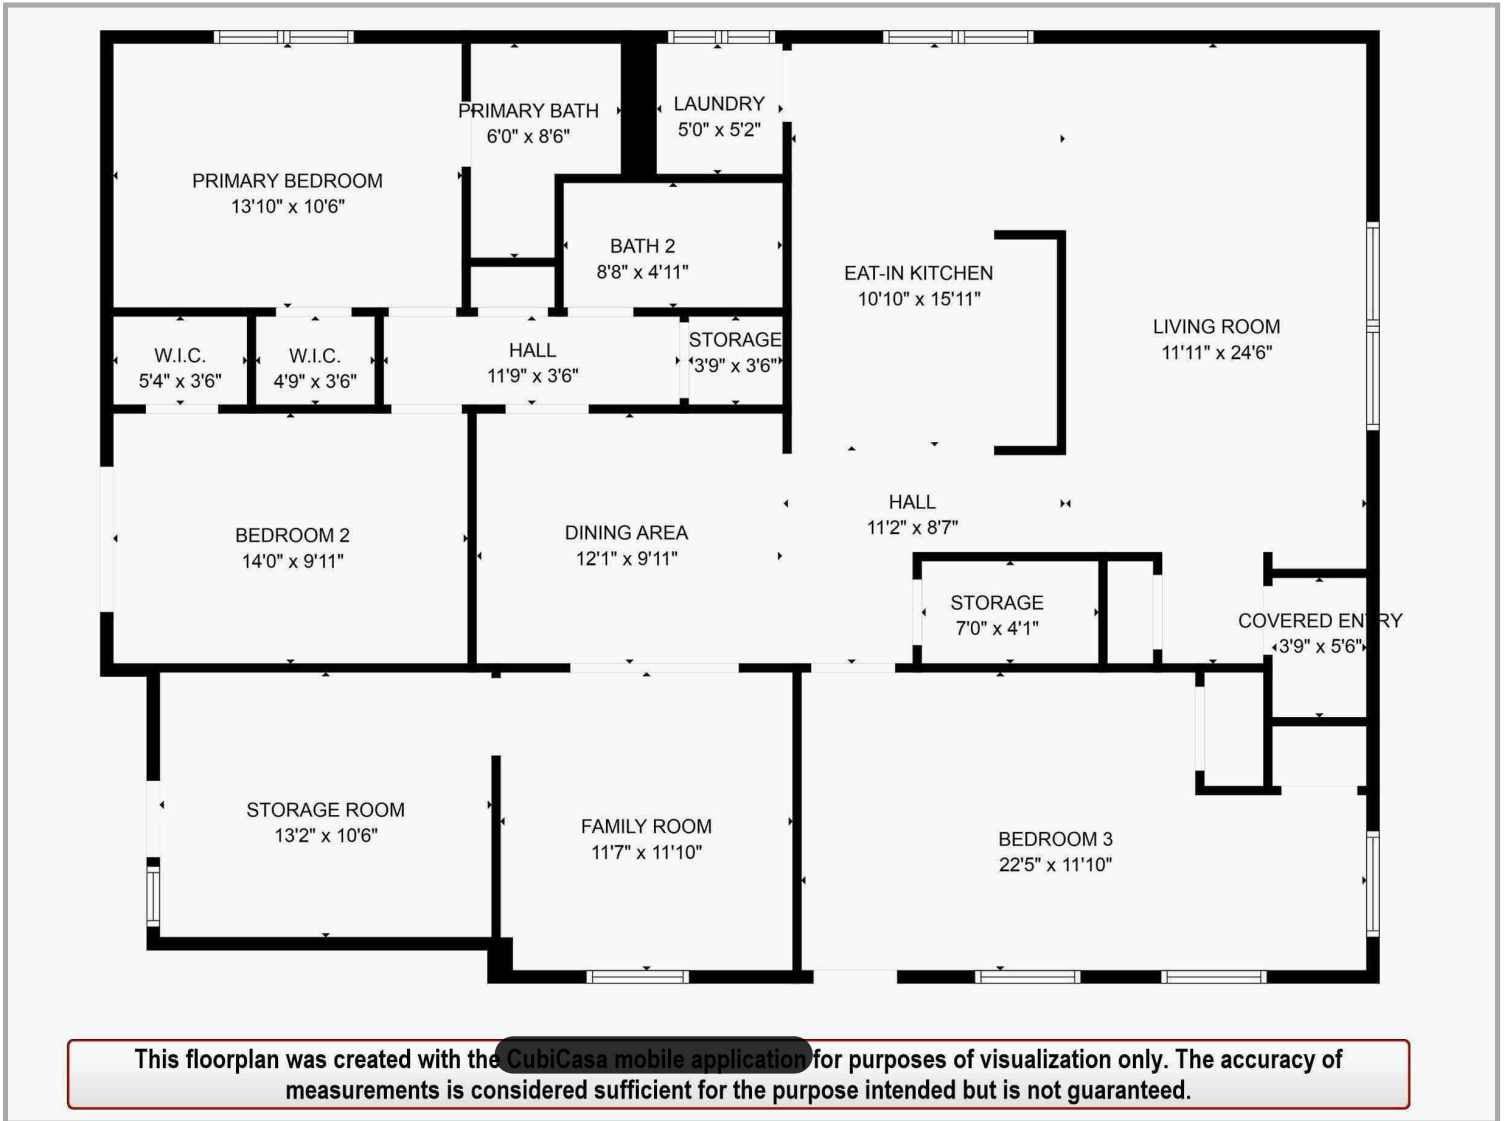 PRIMARY BATH
6'0" x 8'6"
LAUNDRY
5'0" x 5'2"
PRIMARY BEDROOM
13'10" x 10'6"
BATH 2
8'8" x 4'11"
EAT-IN KITCHEN
10'10" x 15'11"
LIVING ROOM
11'11" x 24'6"
W.I.C.
5'4" x 3'6"
W.I.C.
4'9" x 3'6"
HALL
11'9" x 3'6"
STORAGE
3'9" x 3'6"
BEDROOM 2
14'0" x 9'11"
DINING AREA
12'1" x 9'11"
HALL
11'2" x 8'7"
STORAGE
7'0" x 4'1"
COVERED ENTRY
3'9" x 5'6"
STORAGE ROOM
13'2" x 10'6"
FAMILY ROOM
11'7" x 11'10"
BEDROOM 3
22'5" x 11'10"
This floorplan was created with the CubiCasa mobile application for purposes of visualization only. The accuracy of
measurements is considered sufficient for the purpose intended but is not guaranteed.